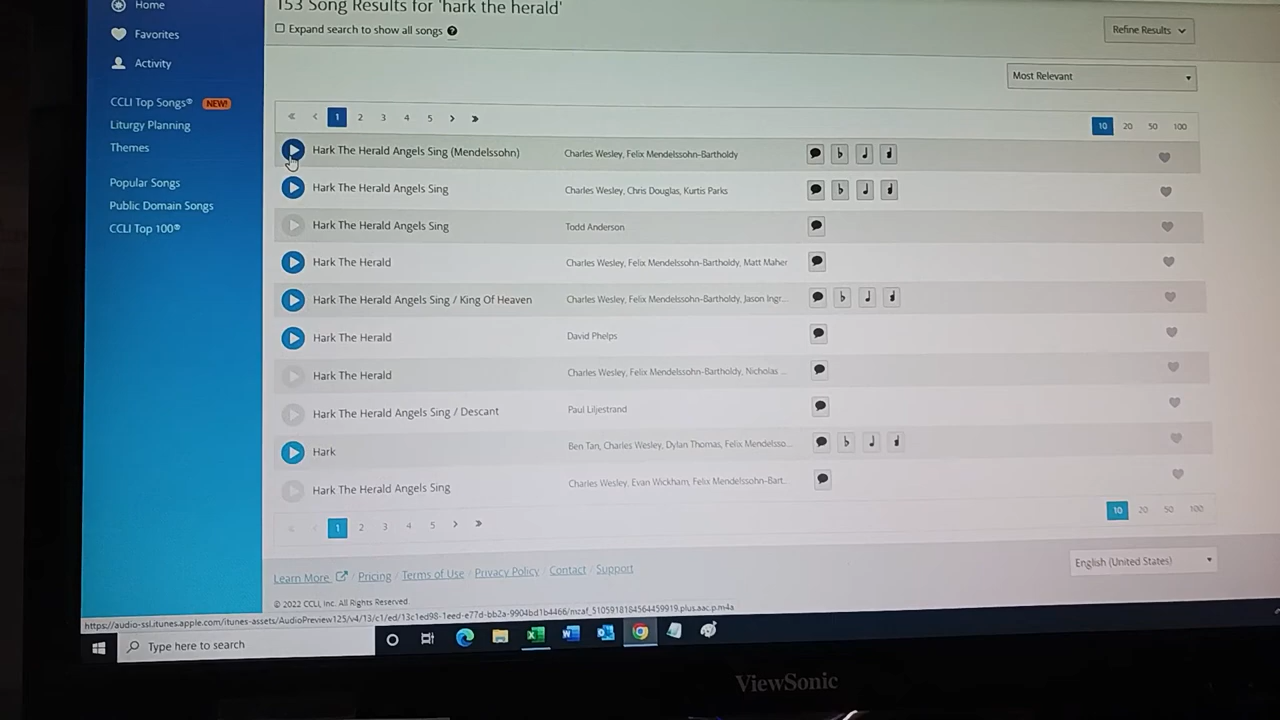 Home
153 Song Results for 'hark the herald'
Favorites
Expand search to show all songs ?
Refine Results
Activity
Most Relevant
CCLI Top Songs® NEW!
Liturgy Planning
Themes
Popular Songs
Public Domain Songs
CCLI Top 100®
« ‹ 1 2 3 4 5 › »
10 20 50 100
Hark The Herald Angels Sing (Mendelssohn) Charles Wesley, Felix Mendelssohn-Bartholdy
Hark The Herald Angels Sing Charles Wesley, Chris Douglas, Kurtis Parks
Hark The Herald Angels Sing Todd Anderson
Hark The Herald Charles Wesley, Felix Mendelssohn-Bartholdy, Matt Maher
Hark The Herald Angels Sing / King Of Heaven Charles Wesley, Felix Mendelssohn-Bartholdy, Jason Ingr...
Hark The Herald David Phelps
Hark The Herald Charles Wesley, Felix Mendelssohn-Bartholdy, Nicholas ...
Hark The Herald Angels Sing / Descant Paul Liljestrand
Hark Ben Tan, Charles Wesley, Dylan Thomas, Felix Mendelsso...
Hark The Herald Angels Sing Charles Wesley, Evan Wickham, Felix Mendelssohn-Bart...
« ‹ 1 2 3 4 5 › »
10 20 50 100
Learn More / Pricing / Terms of Use / Privacy Policy / Contact / Support
English (United States)
© 2022 CCLI, Inc. All Rights Reserved
https://audio-ssl.itunes.apple.com/itunes-assets/AudioPreview125/v4/13/c1/ed/13c1ed98-1eed-e77d-bb2a-9904bd1b4466/mzaf_5105918184564459919.plus.aac.p.m4a
Type here to search
ViewSonic